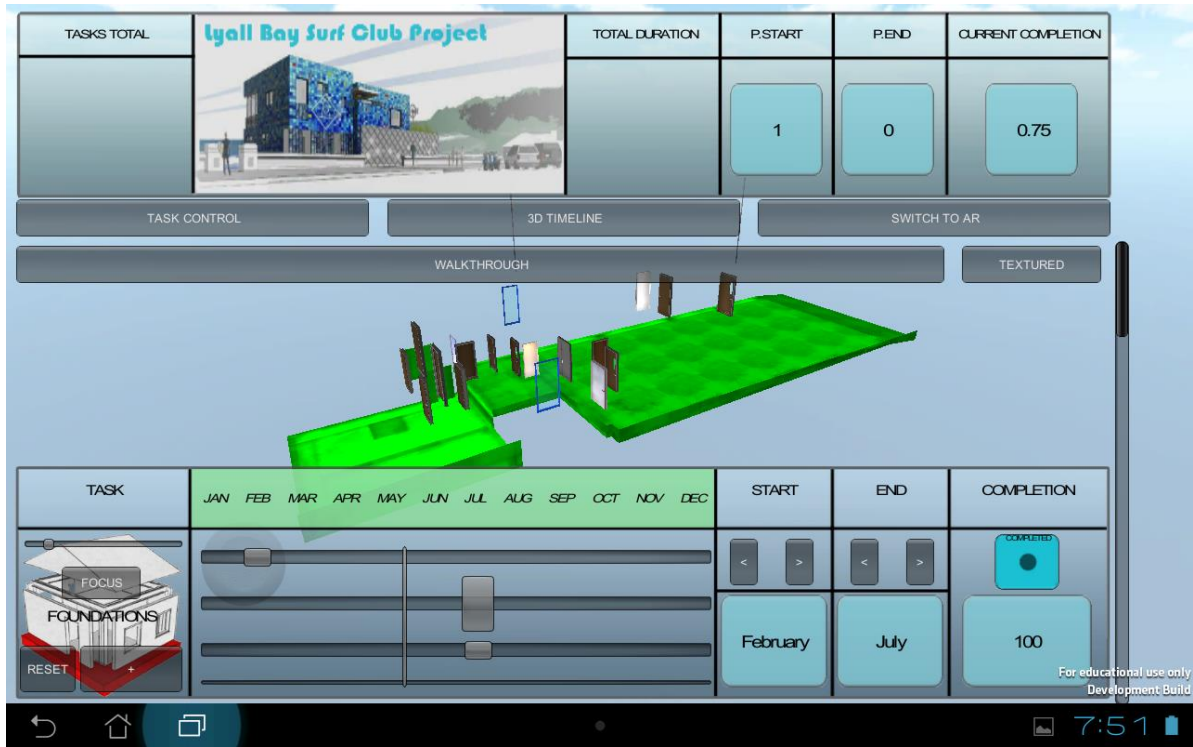 TASKS TOTAL
Lyall Bay Surf Club Project
TOTAL DURATION
P.START
P.END
CURRENT COMPLETION
1
0
0.75
TASK CONTROL
3D TIMELINE
SWITCH TO AR
WALKTHROUGH
TEXTURED
TASK
JAN FEB MAR APR MAY JUN JUL AUG SEP OCT NOV DEC
START
END
COMPLETION
COMPLETED
< >
< >
FOCUS
FOUNDATIONS
RESET
+
February
July
100
For educational use only
Development Build
7:51